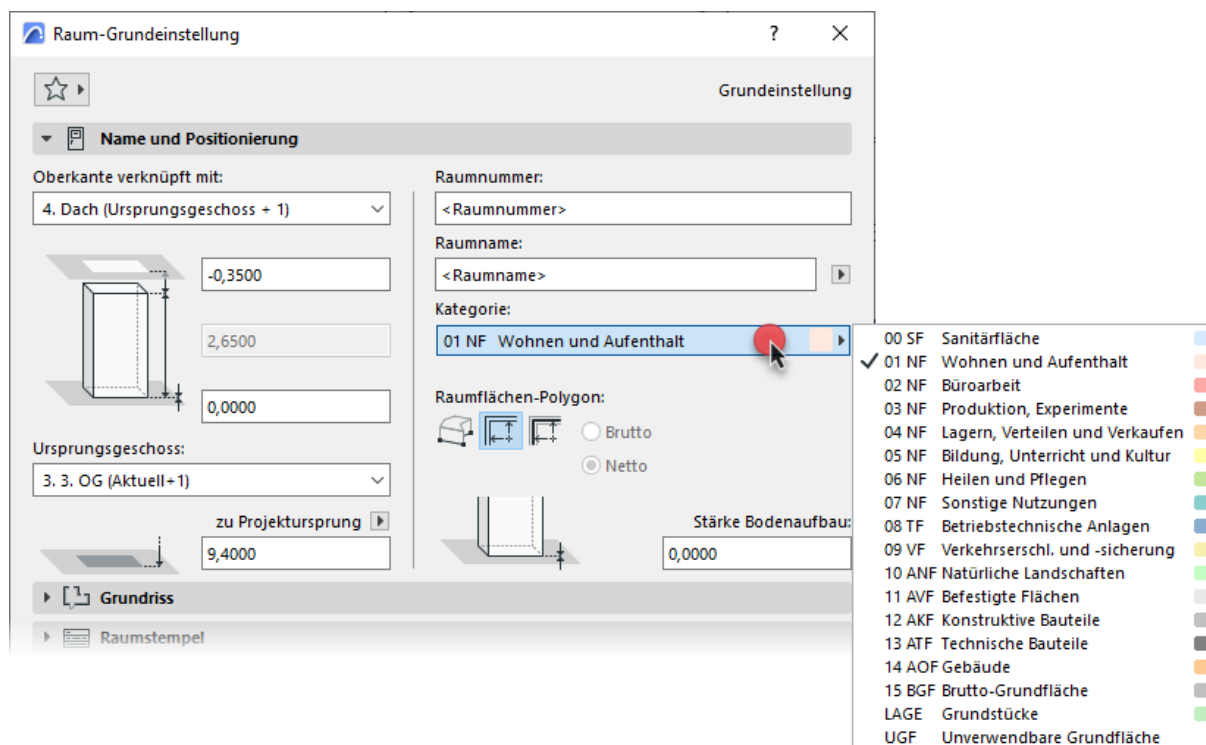 Raum-Grundeinstellung ?
Grundeinstellung
Name und Positionierung
Oberkante verknüpft mit:
4. Dach (Ursprungsgeschoss + 1)
-0,3500
2,6500
0,0000
Ursprungsgeschoss:
3. 3. OG (Aktuell+1)
zu Projektursprung
9,4000
Raumnummer:
<Raumnummer>
Raumname:
<Raumname>
Kategorie:
01 NF Wohnen und Aufenthalt
Raumflächen-Polygon:
Brutto
Netto
Stärke Bodenaufbau:
0,0000
Grundriss
Raumstempel
00 SF Sanitärfläche
01 NF Wohnen und Aufenthalt
02 NF Büroarbeit
03 NF Produktion, Experimente
04 NF Lagern, Verteilen und Verkaufen
05 NF Bildung, Unterricht und Kultur
06 NF Heilen und Pflegen
07 NF Sonstige Nutzungen
08 TF Betriebstechnische Anlagen
09 VF Verkehrserschl. und -sicherung
10 ANF Natürliche Landschaften
11 AVF Befestigte Flächen
12 AKF Konstruktive Bauteile
13 ATF Technische Bauteile
14 AOF Gebäude
15 BGF Brutto-Grundfläche
LAGE Grundstücke
UGF Unverwendbare Grundfläche